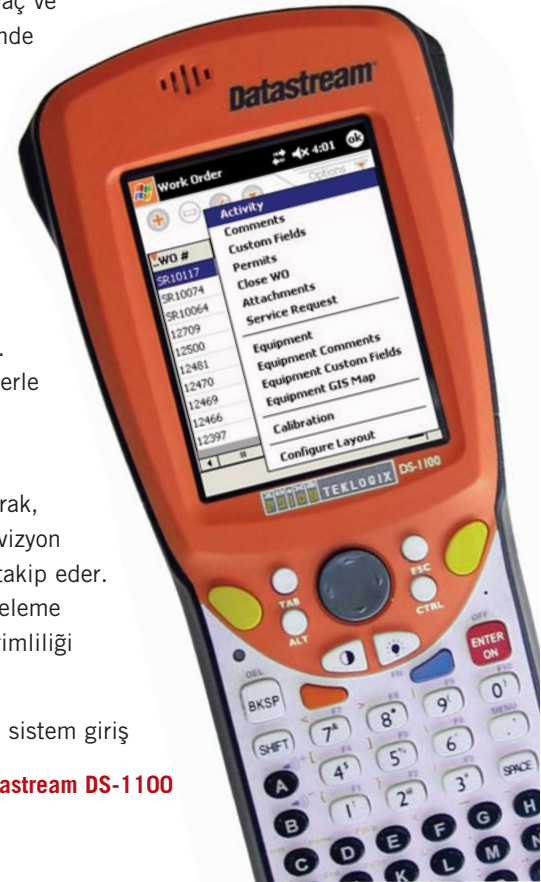 ç ve
nde
.
erle
rak,
vizyon
takip eder.
eleme
rimliliği
sistem giriş
tastream DS-1100
Datastream
Work Order
4:01 ok
Options
Activity
Comments
Custom Fields
Permits
Close WO
Attachments
Service Request
Equipment
Equipment Comments
Equipment Custom Fields
Equipment GIS Map
Calibration
Configure Layout
WO #
SR10117
SR10074
SR10064
12709
12500
12481
12470
12469
12466
12397
PSION TEKLOGIX DS-1100
TAB
ALT
ESC
CTRL
OFF
ENTER
ON
DEL
BKSP
FN
SHIFT
MENU
SPACE
7 8 9 0
4 5 6 .
1 2 3
A
B
C D E F G H
K L M N